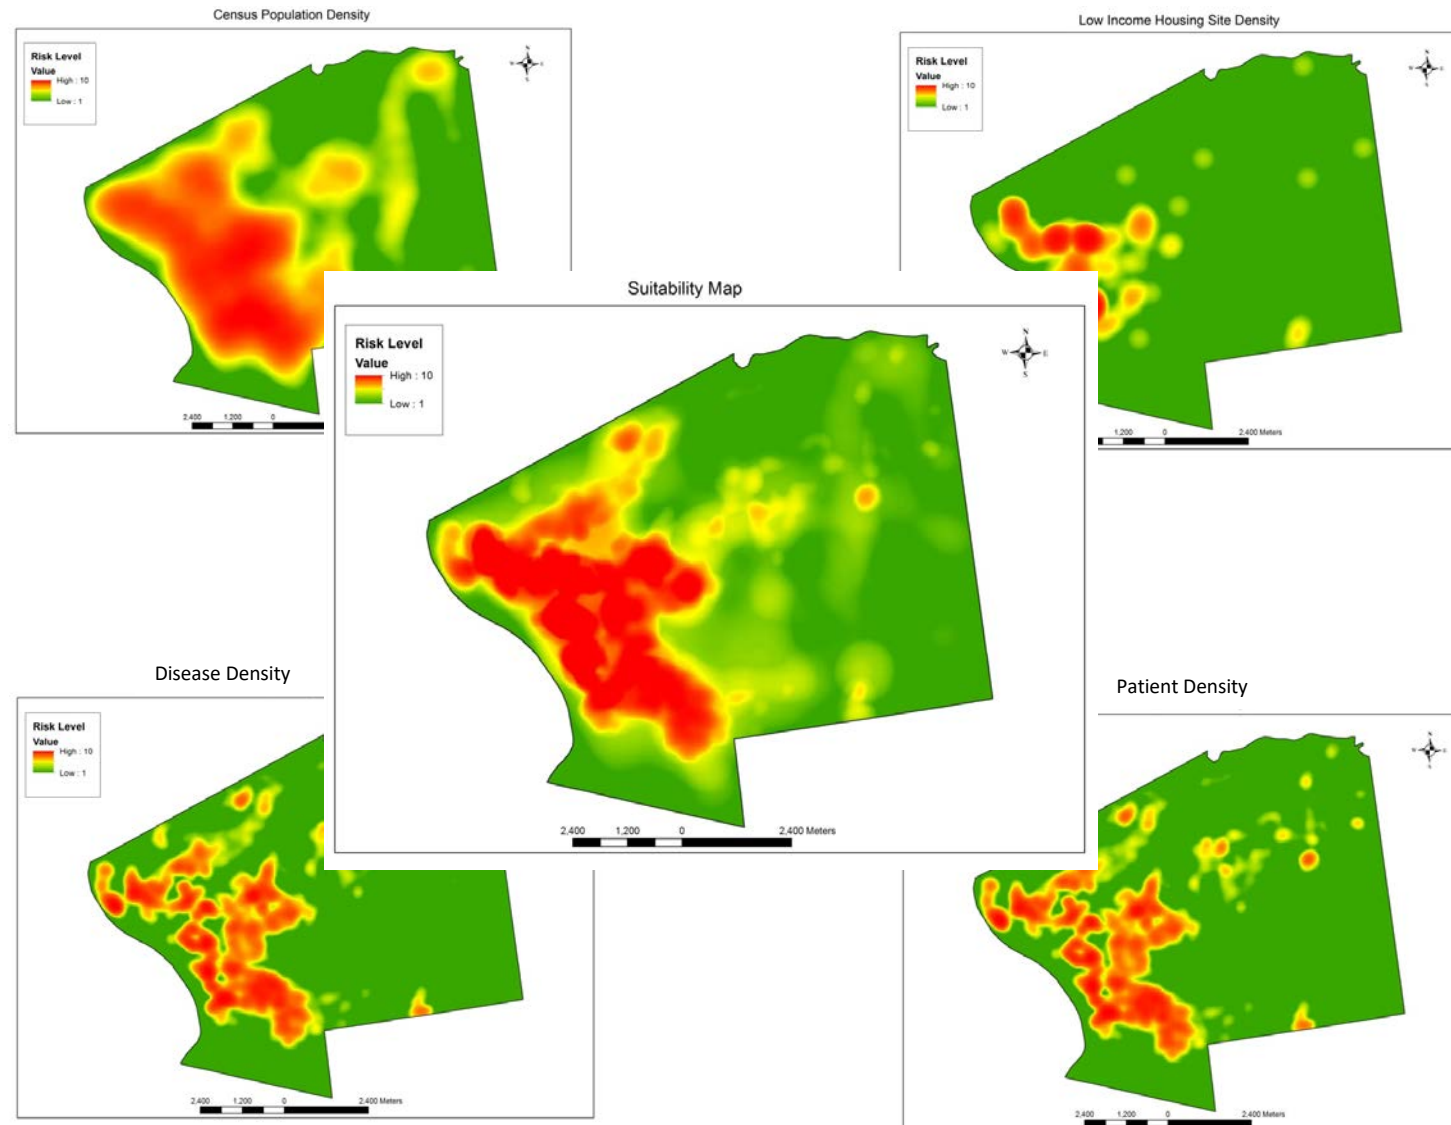 Census Population Density
Risk Level
Value
High : 10
Low : 1
N
W
E
S
2,400
1,200
0
Low Income Housing Site Density
Risk Level
Value
High : 10
Low : 1
N
W
E
S
1,200
0
2,400 Meters
Suitability Map
Risk Level
Value
High : 10
Low : 1
N
W
E
S
2,400
1,200
0
2,400 Meters
Disease Density
Risk Level
Value
High : 10
Low : 1
2,400
1,200
0
2,400 Meters
Patient Density
N
W
E
S
2,400
1,200
0
2,400 Meters